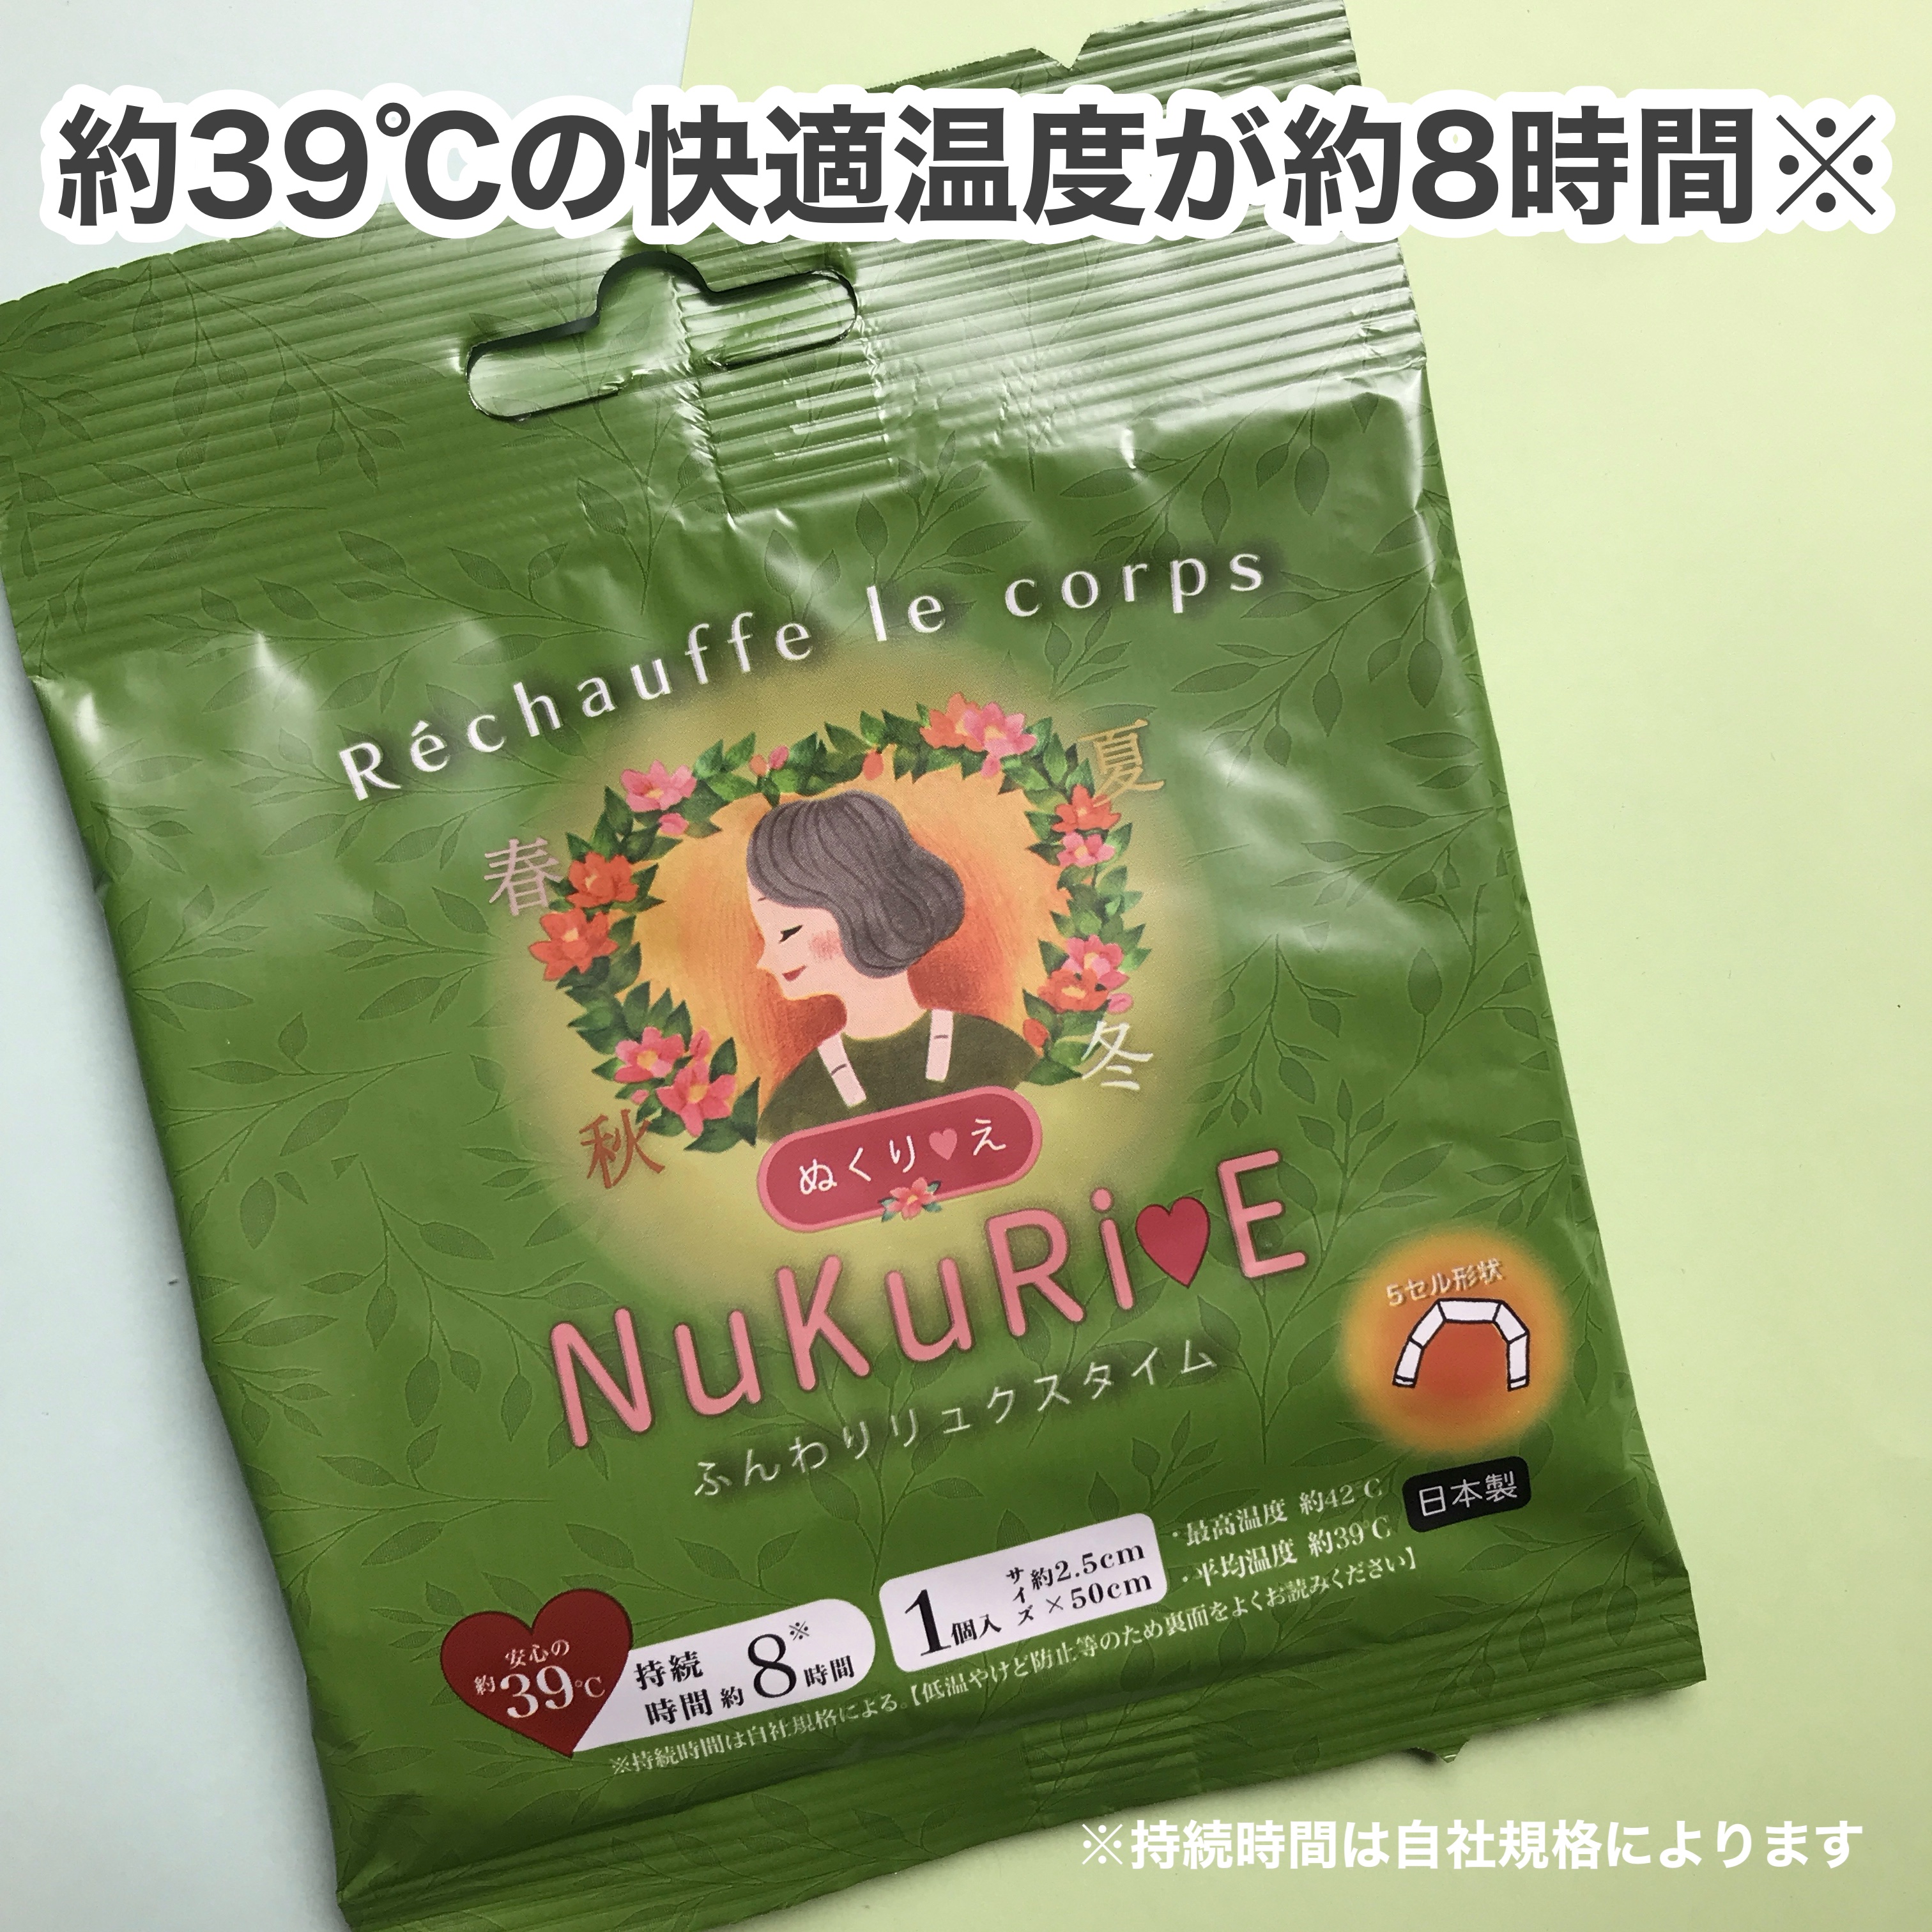 約39℃の快適温度が約8時間※
Réchauffe le corps
夏
春
冬
秋
ぬくり♥え
NuKuRi♥E
ふんわりリュクスタイム
5セル形状
日本製
・最高温度 約42℃
・平均温度 約39℃
1個入 サイズ 約2.5cm
×50cm
安心の
約39℃
持続
時間 約8※時間
※持続時間は自社規格による。【低温やけど防止等のため裏面をよくお読みください】
※持続時間は自社規格によります